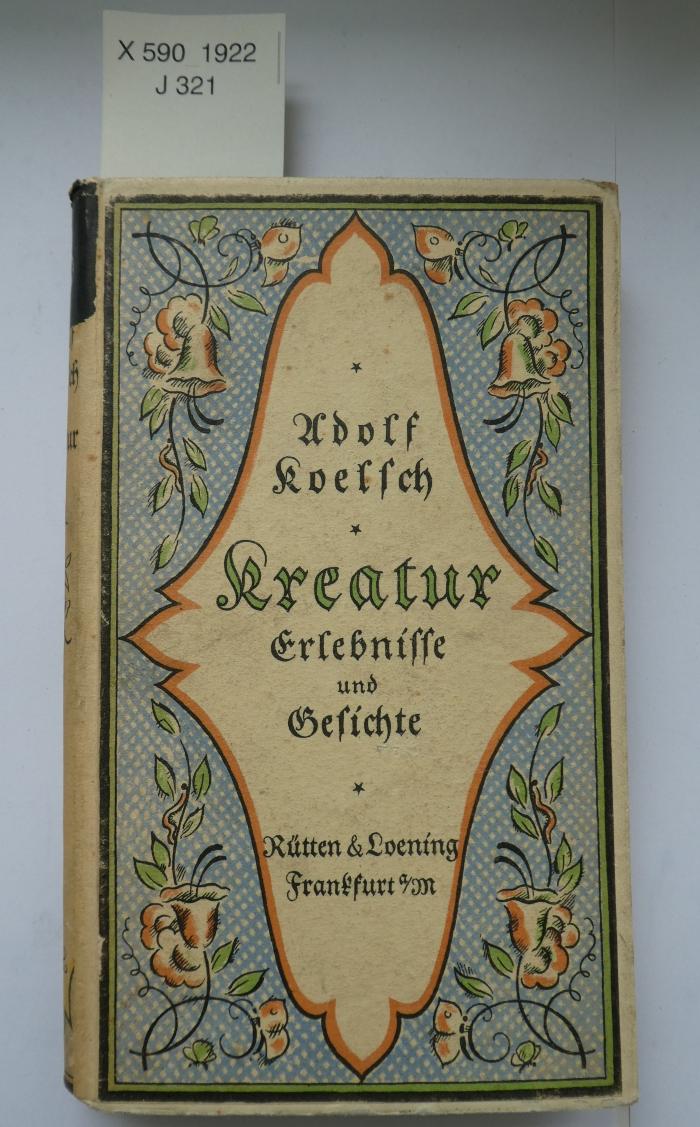 X 590 1922
J 321
Adolf
Koelsch
Kreatur
Erlebnisse
und
Gesichte
Rütten & Loening
Frankfurt a/M